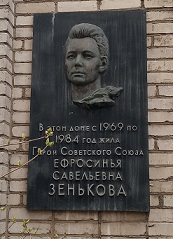 В этом доме с 1969 по
1984 год жила
Герой Советского Союза
ЕФРОСИНЬЯ
САВЕЛЬЕВНА
ЗЕНЬКОВА